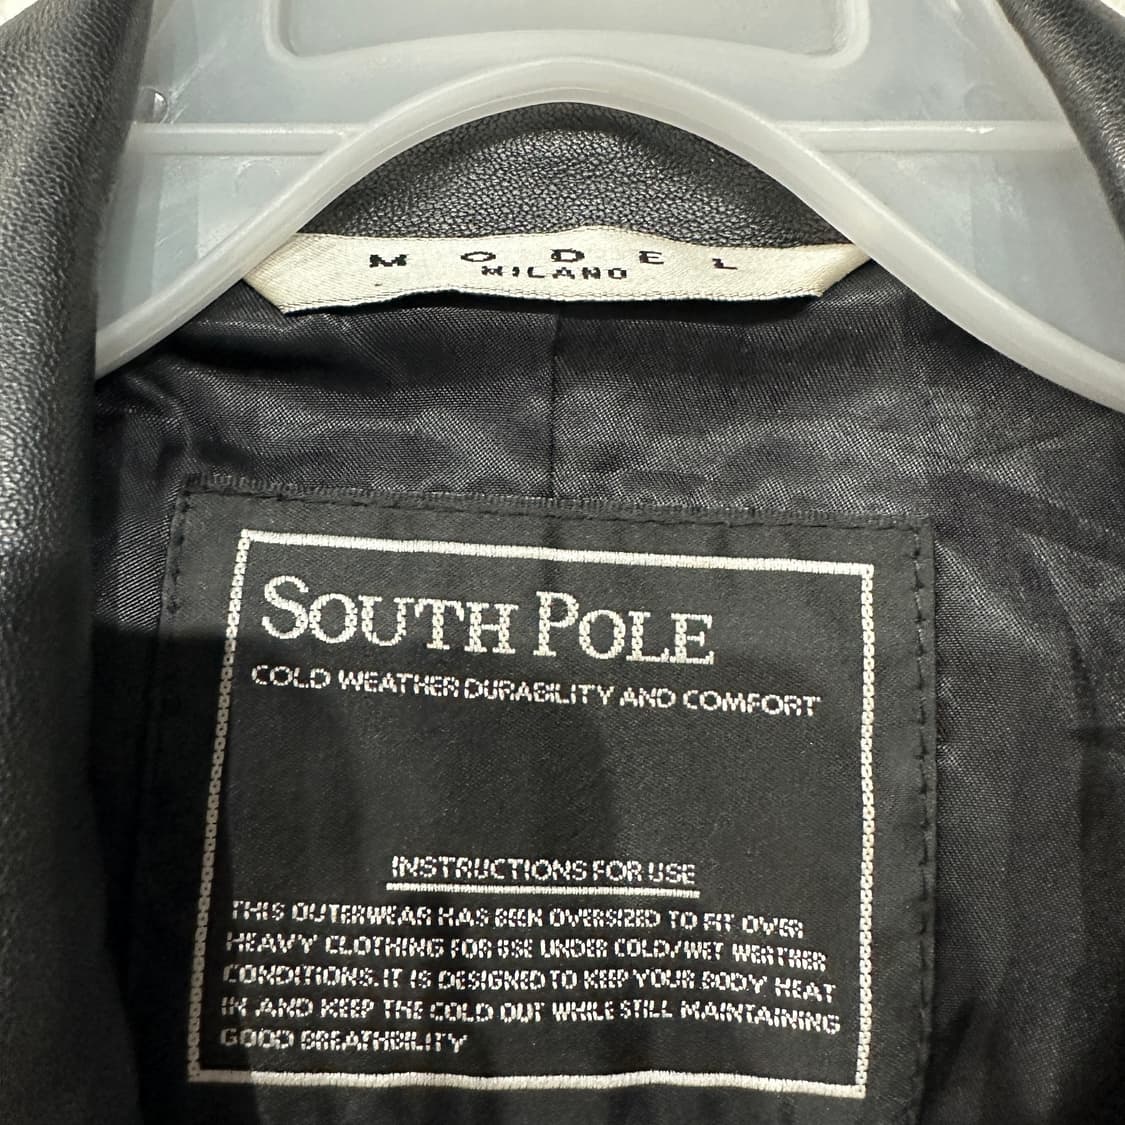 MODEL
MILANO
SOUTH POLE
COLD WEATHER DURABILITY AND COMFORT
INSTRUCTIONS FOR USE
THIS OUTERWEAR HAS BEEN OVERSIZED TO FIT OVER
HEAVY CLOTHING FOR USE UNDER COLD/WET WEATHER
CONDITIONS.IT IS DESIGNED TO KEEP YOUR BODY HEAT
IN AND KEEP THE COLD OUT WHILE STILL MAINTAINING
GOOD BREATHBILITY